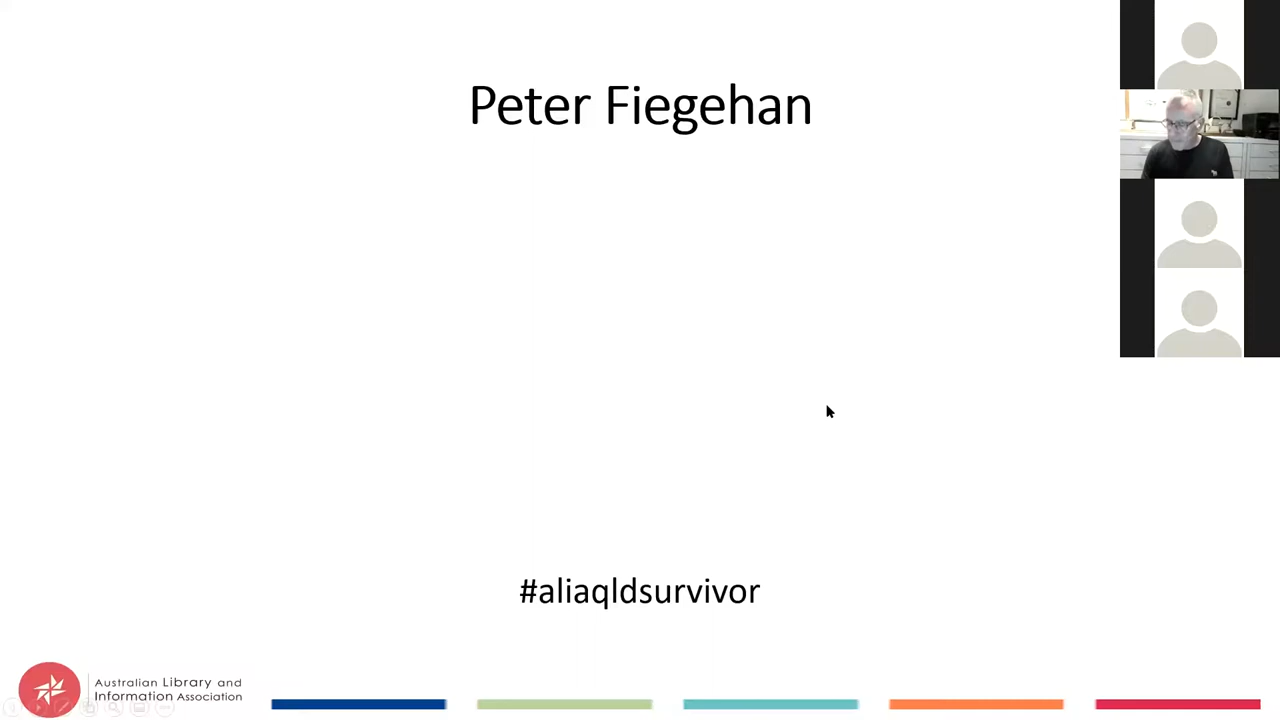 Peter Fiegehan
#aliaqldsurvivor
Australian Library and
Information Association